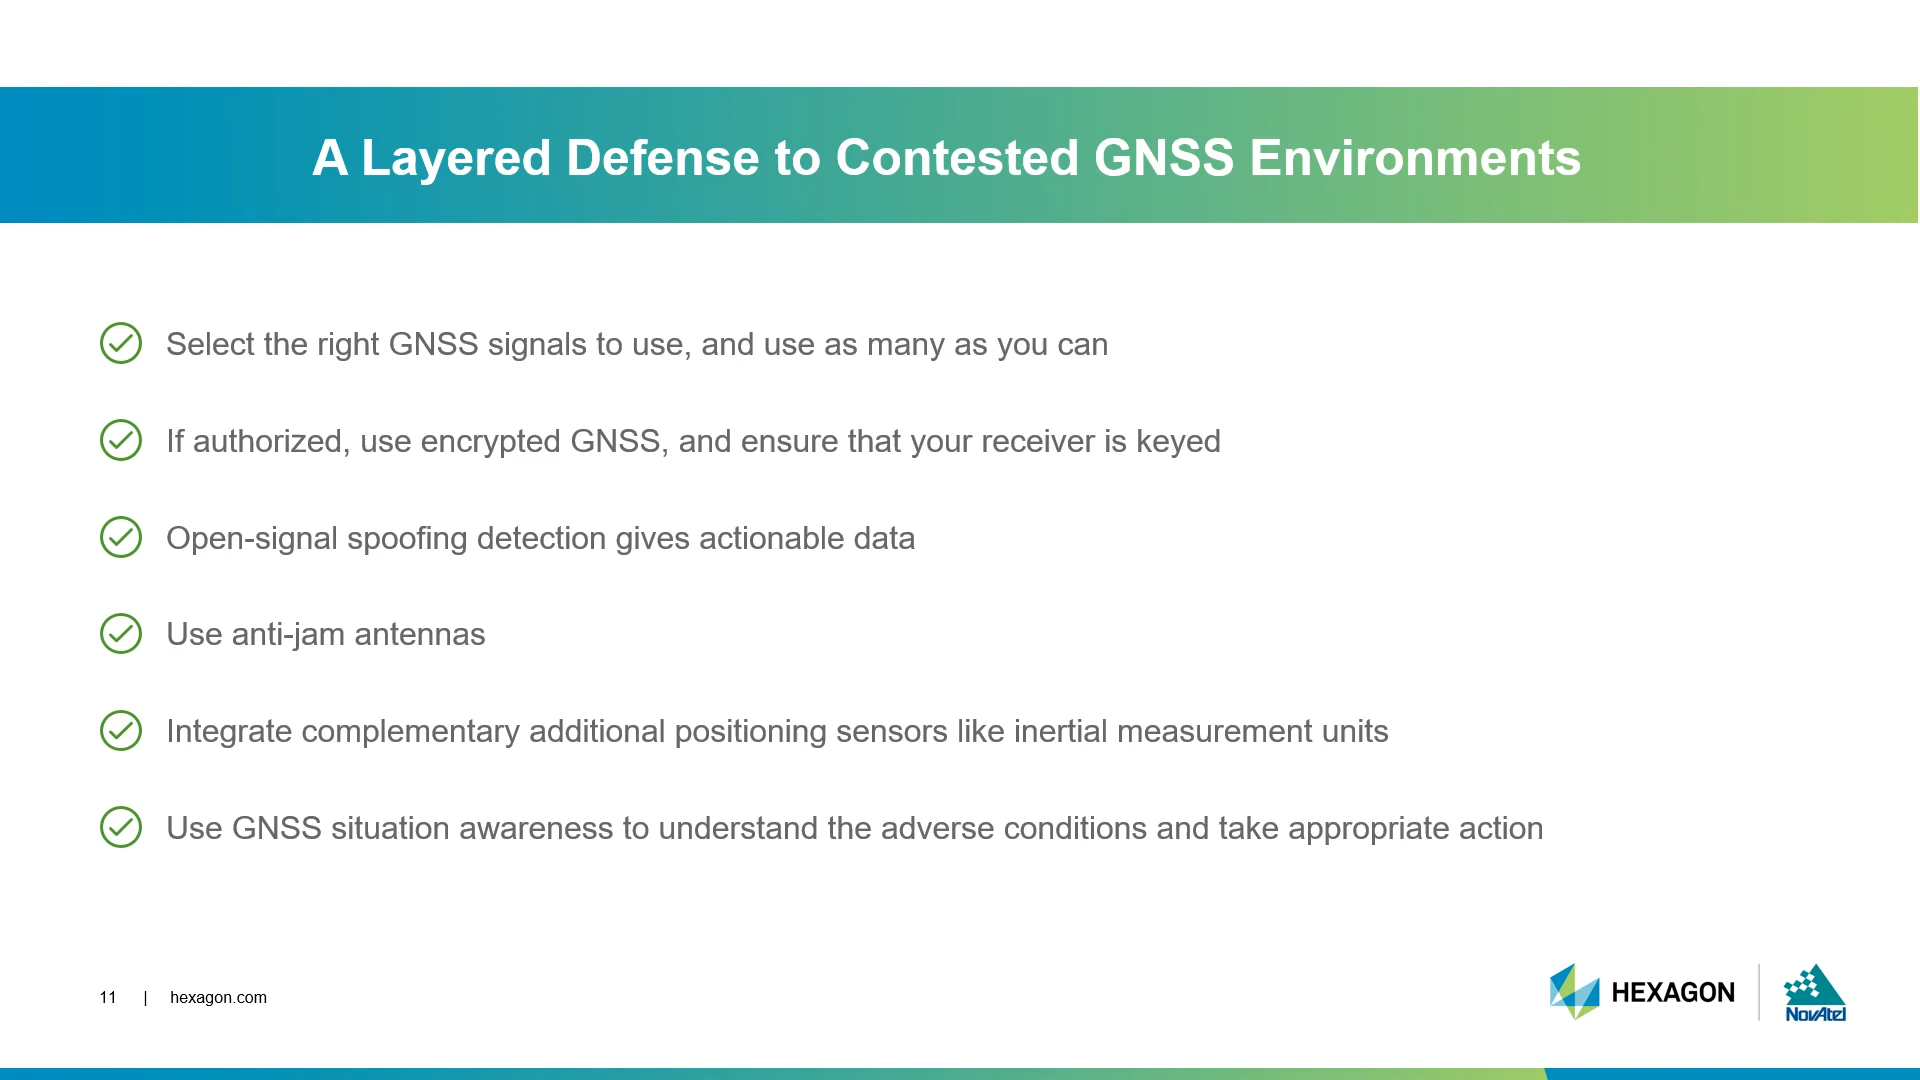 A Layered Defense to Contested GNSS Environments
Select the right GNSS signals to use, and use as many as you can
If authorized, use encrypted GNSS, and ensure that your receiver is keyed
Open-signal spoofing detection gives actionable data
Use anti-jam antennas
Integrate complementary additional positioning sensors like inertial measurement units
Use GNSS situation awareness to understand the adverse conditions and take appropriate action
11 | hexagon.com
HEXAGON
NovAtel